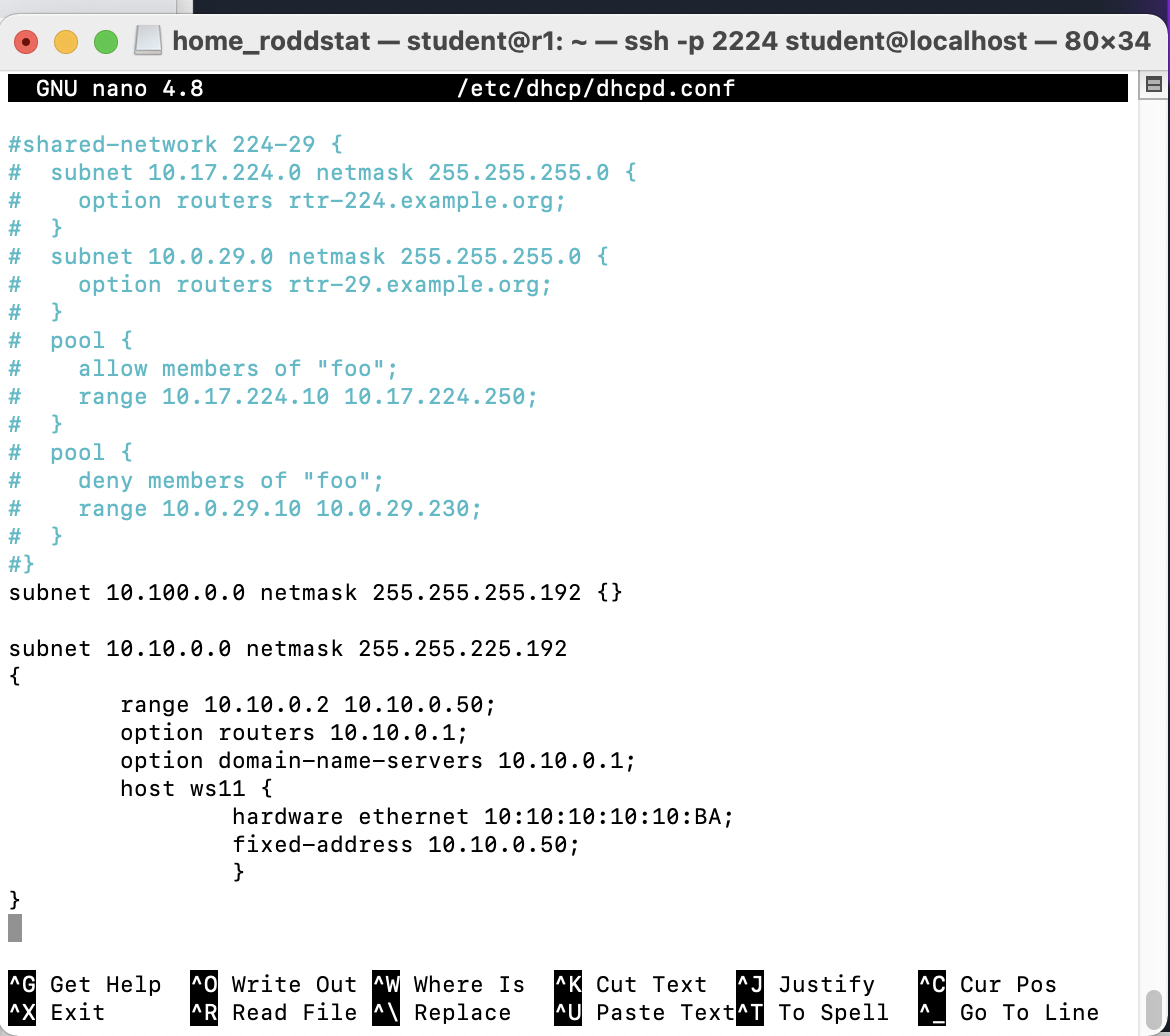 home_roddstat — student@r1: ~ — ssh -p 2224 student@localhost — 80×34
GNU nano 4.8 /etc/dhcp/dhcpd.conf
#shared-network 224-29 {
#  subnet 10.17.224.0 netmask 255.255.255.0 {
#    option routers rtr-224.example.org;
#  }
#  subnet 10.0.29.0 netmask 255.255.255.0 {
#    option routers rtr-29.example.org;
#  }
#  pool {
#    allow members of "foo";
#    range 10.17.224.10 10.17.224.250;
#  }
#  pool {
#    deny members of "foo";
#    range 10.0.29.10 10.0.29.230;
#  }
#}
subnet 10.100.0.0 netmask 255.255.255.192 {}
subnet 10.10.0.0 netmask 255.255.225.192
{
        range 10.10.0.2 10.10.0.50;
        option routers 10.10.0.1;
        option domain-name-servers 10.10.0.1;
        host ws11 {
                hardware ethernet 10:10:10:10:10:BA;
                fixed-address 10.10.0.50;
                }
}
^G Get Help ^O Write Out ^W Where Is ^K Cut Text ^J Justify ^C Cur Pos
^X Exit ^R Read File ^\ Replace ^U Paste Text ^T To Spell ^_ Go To Line